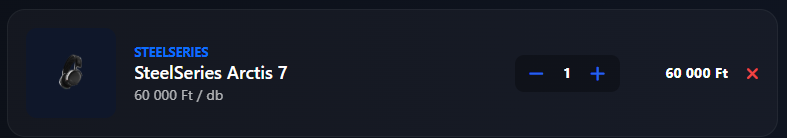 STEELSERIES
SteelSeries Arctis 7
60 000 Ft / db
1
60 000 Ft